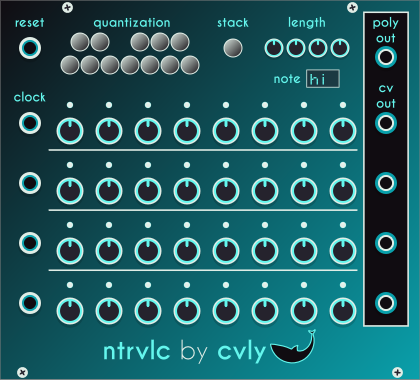 reset
quantization
stack
length
poly
out
note hi
clock
cv
out
ntrvlc by cvly